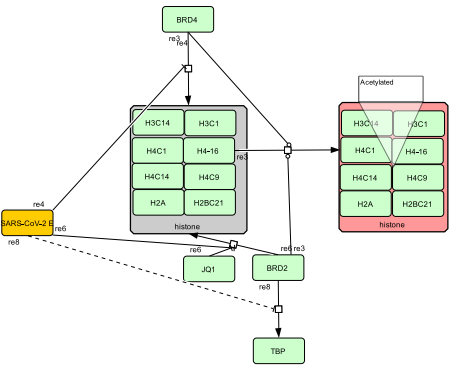 BRD4
re3
re4
Acetylated
H3C14 H3C1
H4C1 H4-16
H4C14 H4C9
H2A H2BC21
histone
re3
H3C14 H3C1
H4C1 H4-16
H4C14 H4C9
H2A H2BC21
histone
re4
SARS-CoV-2 E
re8
re6
re6
JQ1
re6 re3
BRD2
re8
TBP